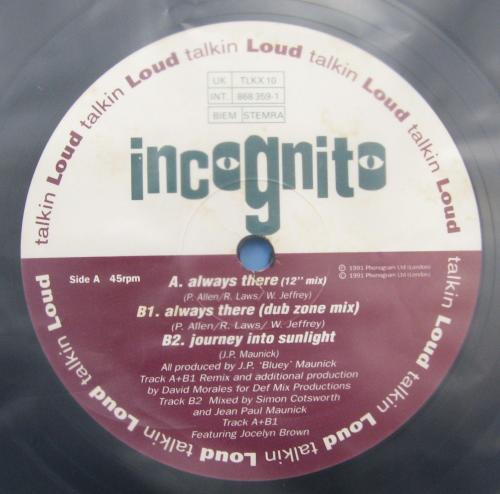 talkin Loud talkin Loud talkin Loud talkin Loud talkin Loud talkin Loud talkin Loud talkin Loud
UK TLKX 10
INT. 868 359-1
BIEM STEMRA
incognito
Side A 45rpm
A. always there (12" mix)
(P. Allen/R. Laws/ W. Jeffrey)
B1. always there (dub zone mix)
(P. Allen/R. Laws/ W. Jeffrey)
B2. journey into sunlight
(J.P. Maunick)
℗ 1991 Phonogram Ltd (London)
© 1991 Phonogram Ltd (London)
All produced by J.P. 'Bluey' Maunick
Track A+B1 Remix and additional production
by David Morales for Def Mix Productions
Track B2 Mixed by Simon Cotsworth
and Jean Paul Maunick
Track A+B1
Featuring Jocelyn Brown